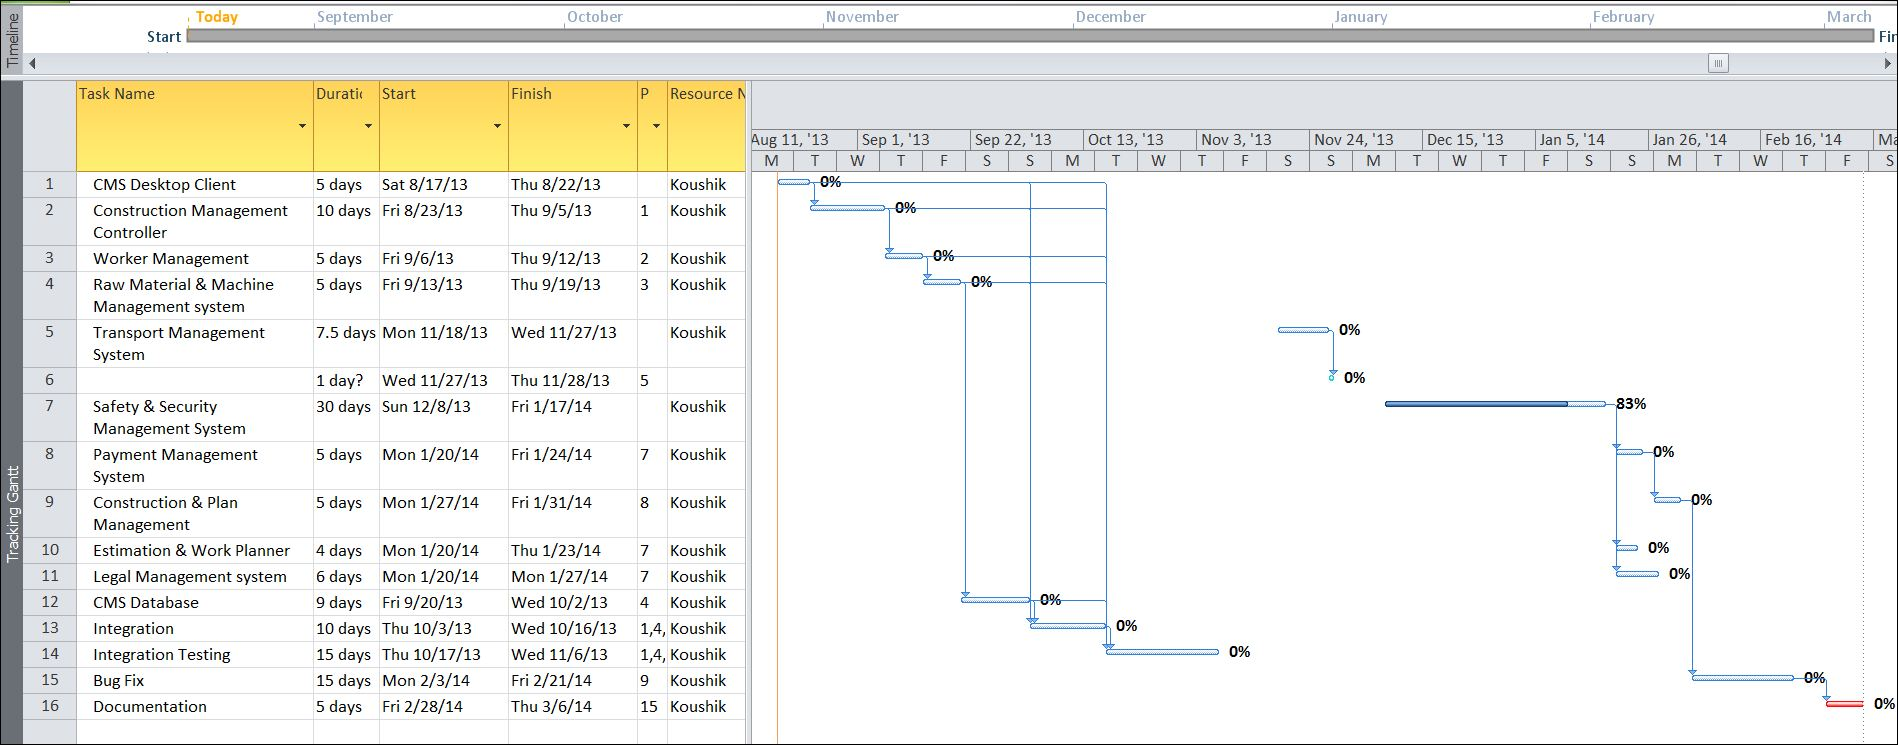 Timeline
Today
September
October
November
December
January
February
March
Start
Fin
Tracking Gantt
Task Name Duratio Start Finish P Resource N
Aug 11, '13 Sep 1, '13 Sep 22, '13 Oct 13, '13 Nov 3, '13 Nov 24, '13 Dec 15, '13 Jan 5, '14 Jan 26, '14 Feb 16, '14 Ma
M T W T F S S M T W T F S S M T W T F S S M T W T F S
1 CMS Desktop Client 5 days Sat 8/17/13 Thu 8/22/13 Koushik 0%
2 Construction Management 10 days Fri 8/23/13 Thu 9/5/13 1 Koushik 0%
Controller
3 Worker Management 5 days Fri 9/6/13 Thu 9/12/13 2 Koushik 0%
4 Raw Material & Machine 5 days Fri 9/13/13 Thu 9/19/13 3 Koushik 0%
Management system
5 Transport Management 7.5 days Mon 11/18/13 Wed 11/27/13 Koushik 0%
System
6 1 day? Wed 11/27/13 Thu 11/28/13 5 0%
7 Safety & Security 30 days Sun 12/8/13 Fri 1/17/14 Koushik 83%
Management System
8 Payment Management 5 days Mon 1/20/14 Fri 1/24/14 7 Koushik 0%
System
9 Construction & Plan 5 days Mon 1/27/14 Fri 1/31/14 8 Koushik 0%
Management
10 Estimation & Work Planner 4 days Mon 1/20/14 Thu 1/23/14 7 Koushik 0%
11 Legal Management system 6 days Mon 1/20/14 Mon 1/27/14 7 Koushik 0%
12 CMS Database 9 days Fri 9/20/13 Wed 10/2/13 4 Koushik 0%
13 Integration 10 days Thu 10/3/13 Wed 10/16/13 1,4, Koushik 0%
14 Integration Testing 15 days Thu 10/17/13 Wed 11/6/13 1,4, Koushik 0%
15 Bug Fix 15 days Mon 2/3/14 Fri 2/21/14 9 Koushik 0%
16 Documentation 5 days Fri 2/28/14 Thu 3/6/14 15 Koushik 0%